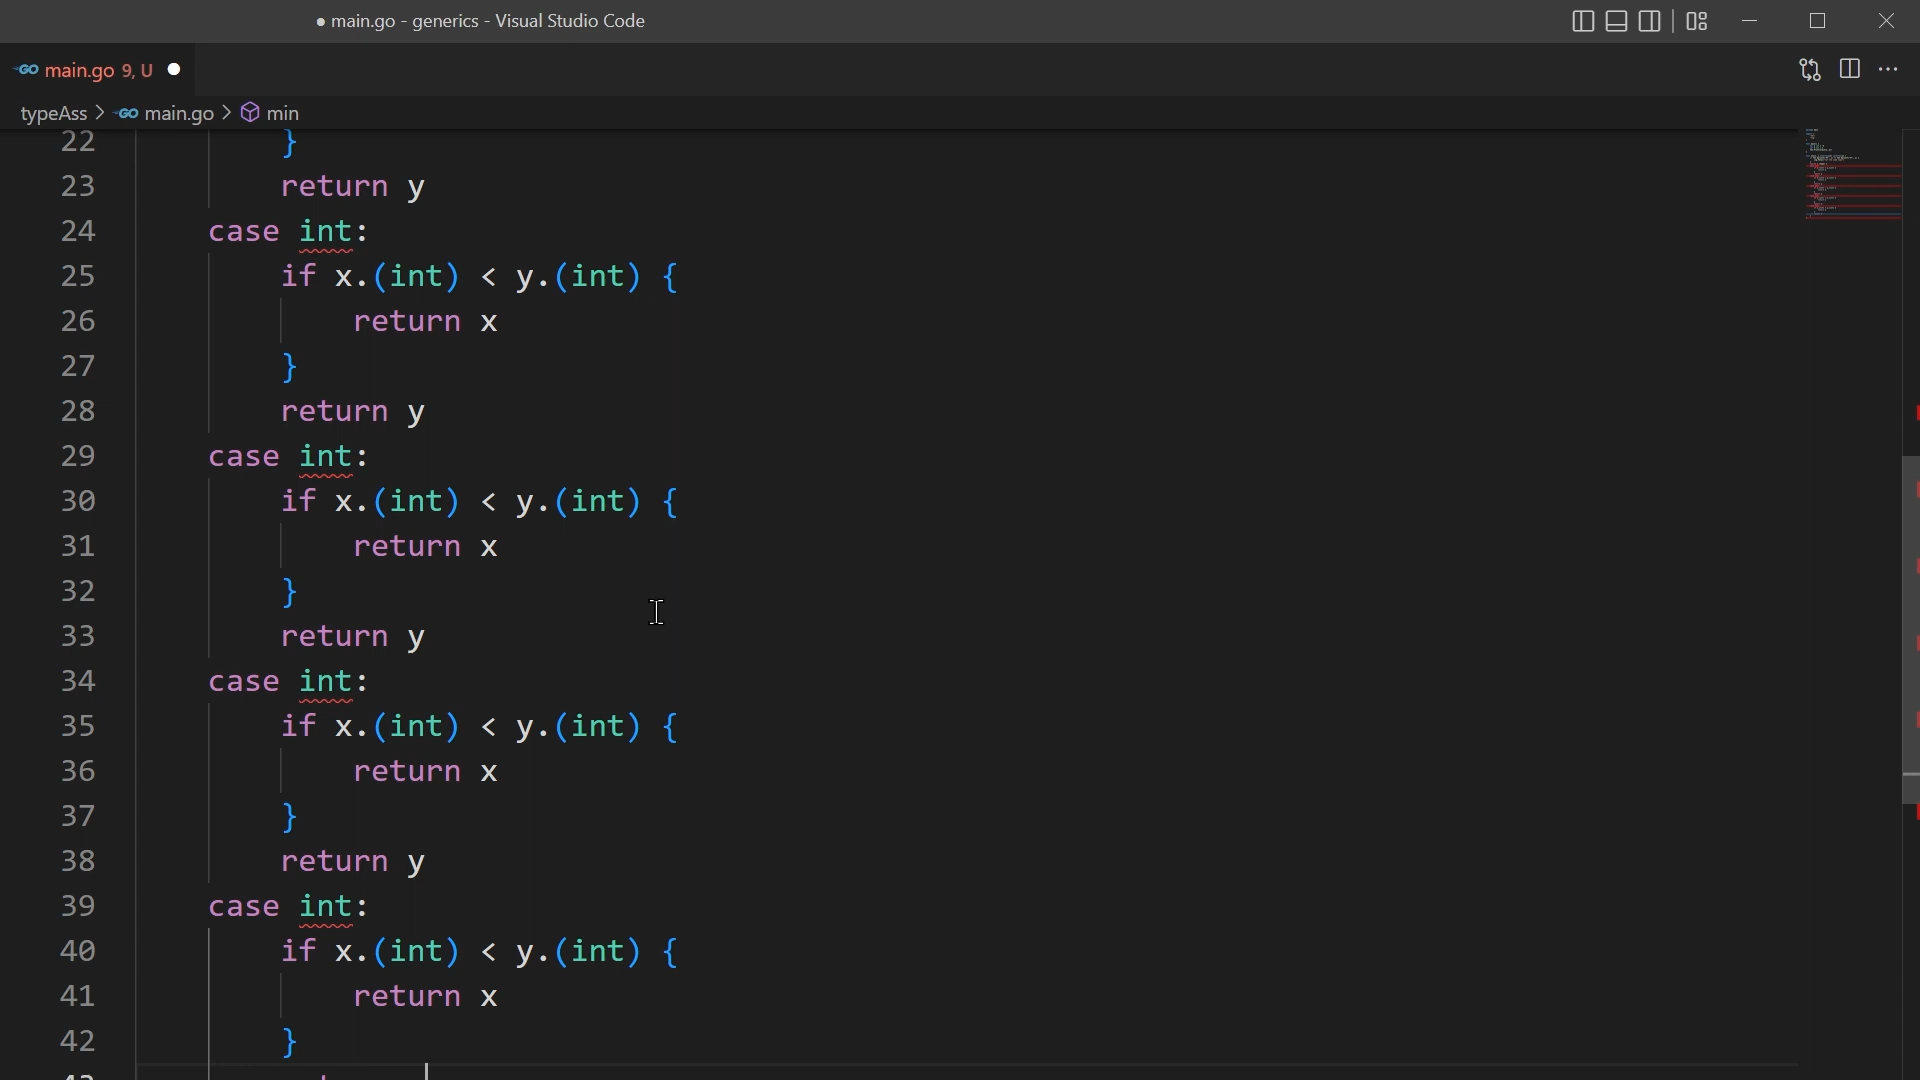 ● main.go - generics - Visual Studio Code
GO main.go 9, U ●
typeAss > GO main.go > min
22 }
23 return y
24 case int:
25 if x.(int) < y.(int) {
26 return x
27 }
28 return y
29 case int:
30 if x.(int) < y.(int) {
31 return x
32 }
33 return y
34 case int:
35 if x.(int) < y.(int) {
36 return x
37 }
38 return y
39 case int:
40 if x.(int) < y.(int) {
41 return x
42 }